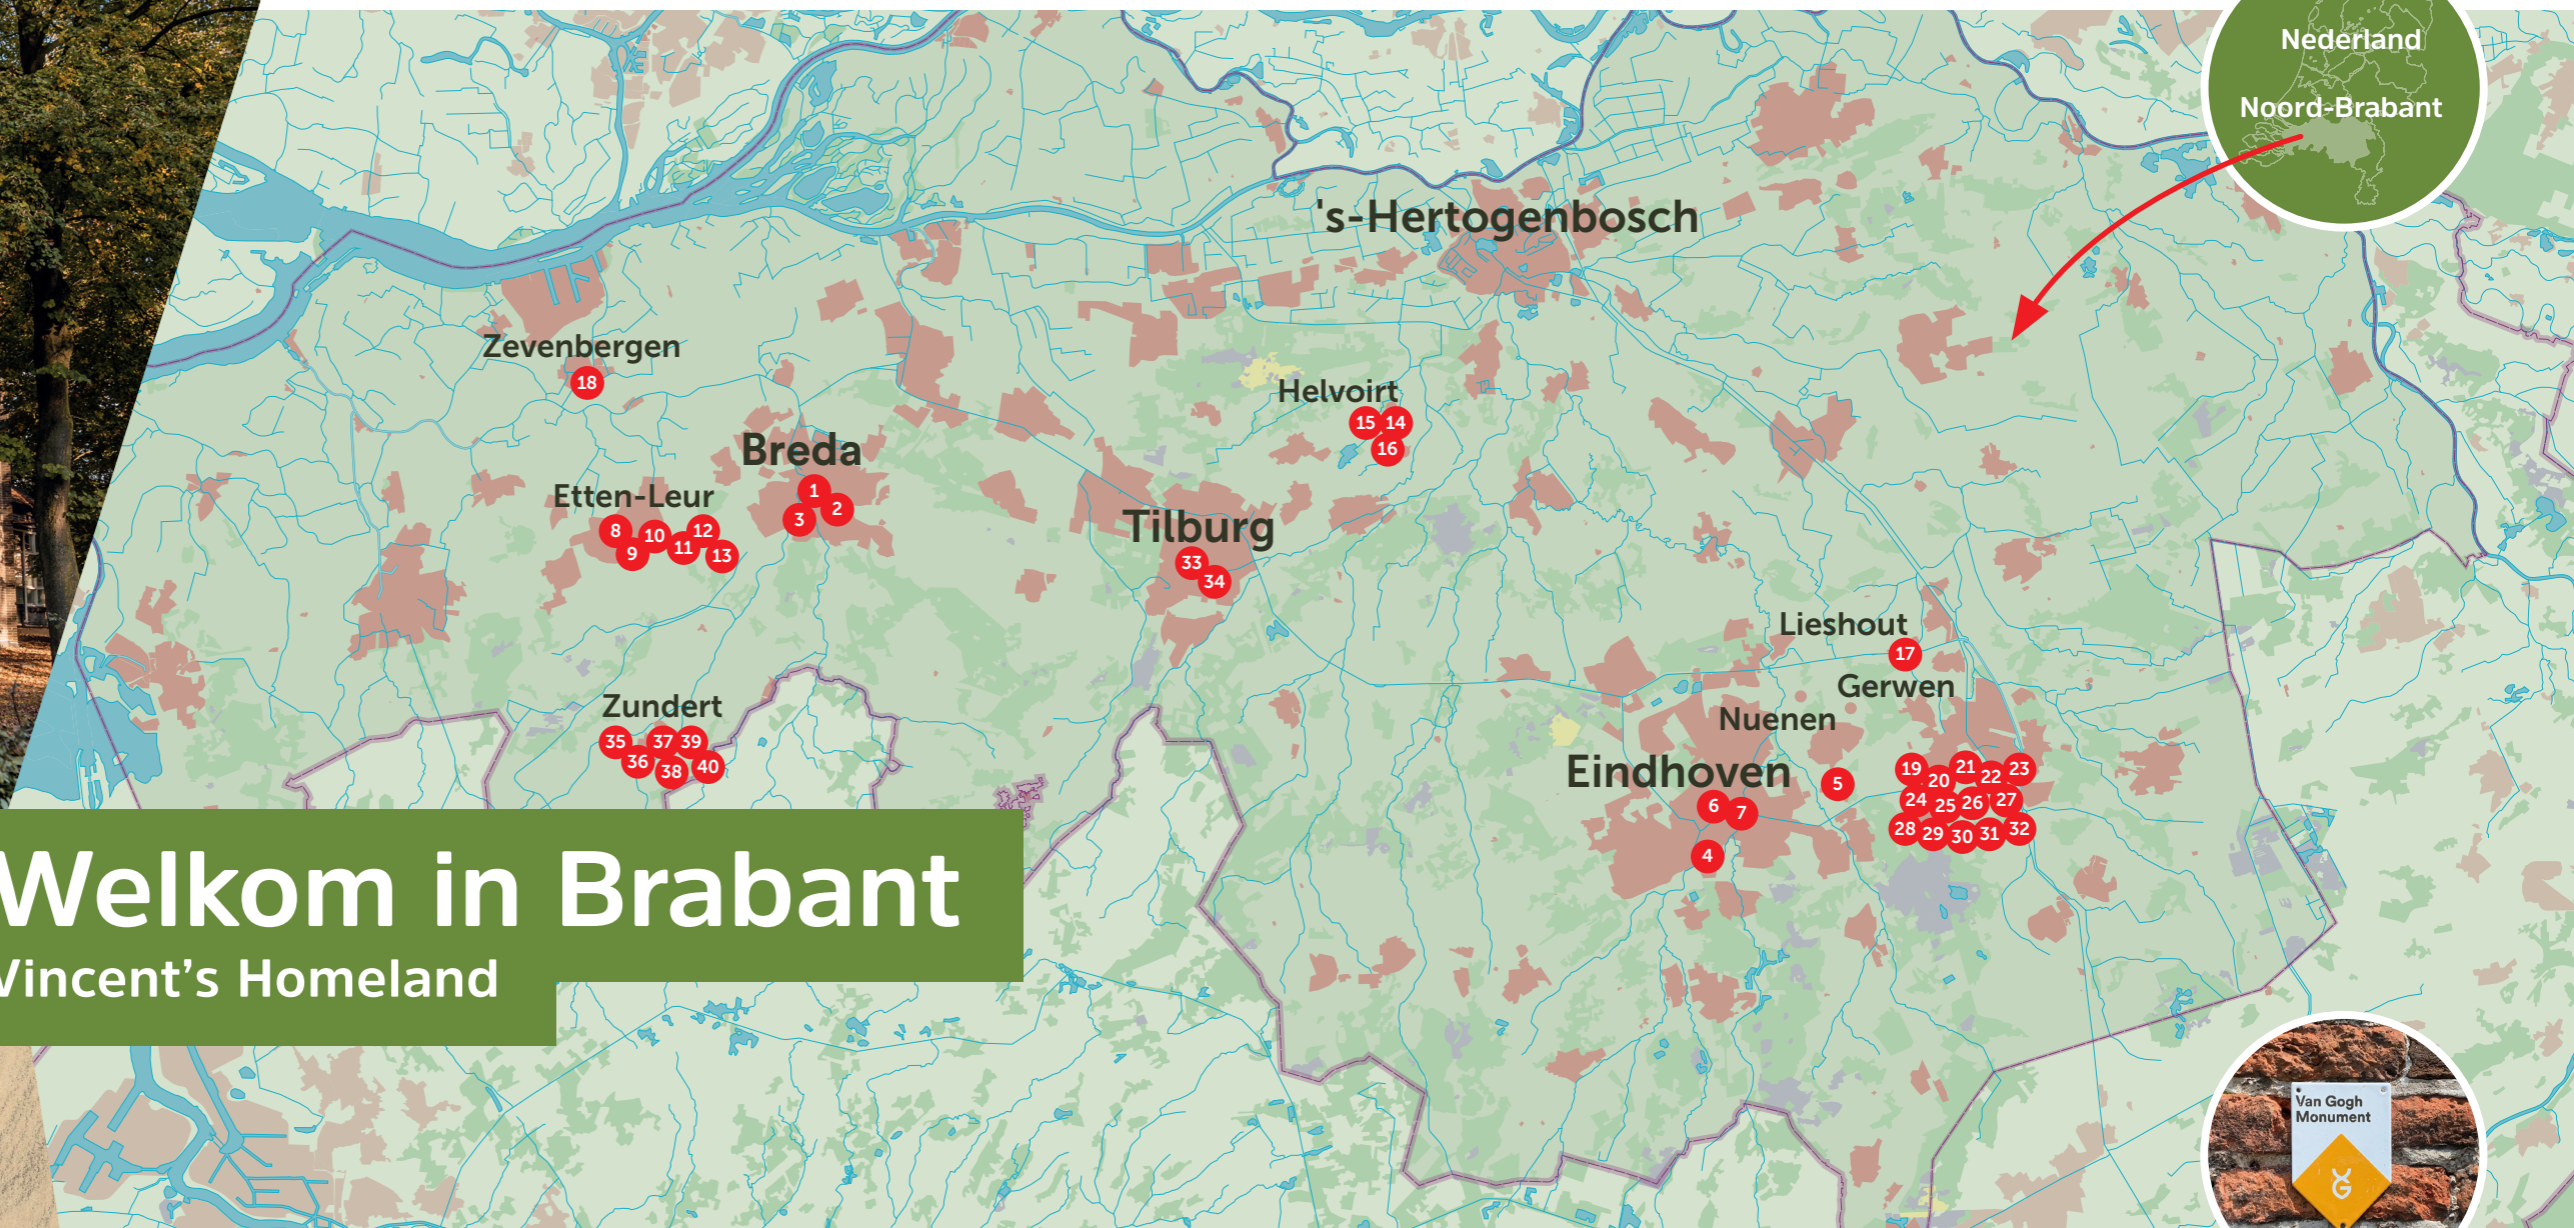 Nederland
Noord-Brabant
's-Hertogenbosch
Zevenbergen
18
Helvoirt
15 14
16
Breda
1
2
3
Etten-Leur
8 10 12
9 11 13
Tilburg
33
34
Lieshout
17
Gerwen
Nuenen
Zundert
35 37 39
36 38 40
Eindhoven
5
6 7
4
19 20 21 22 23
24 25 26 27
28 29 30 31 32
Welkom in Brabant
Vincent's Homeland
Van Gogh
Monument
VG